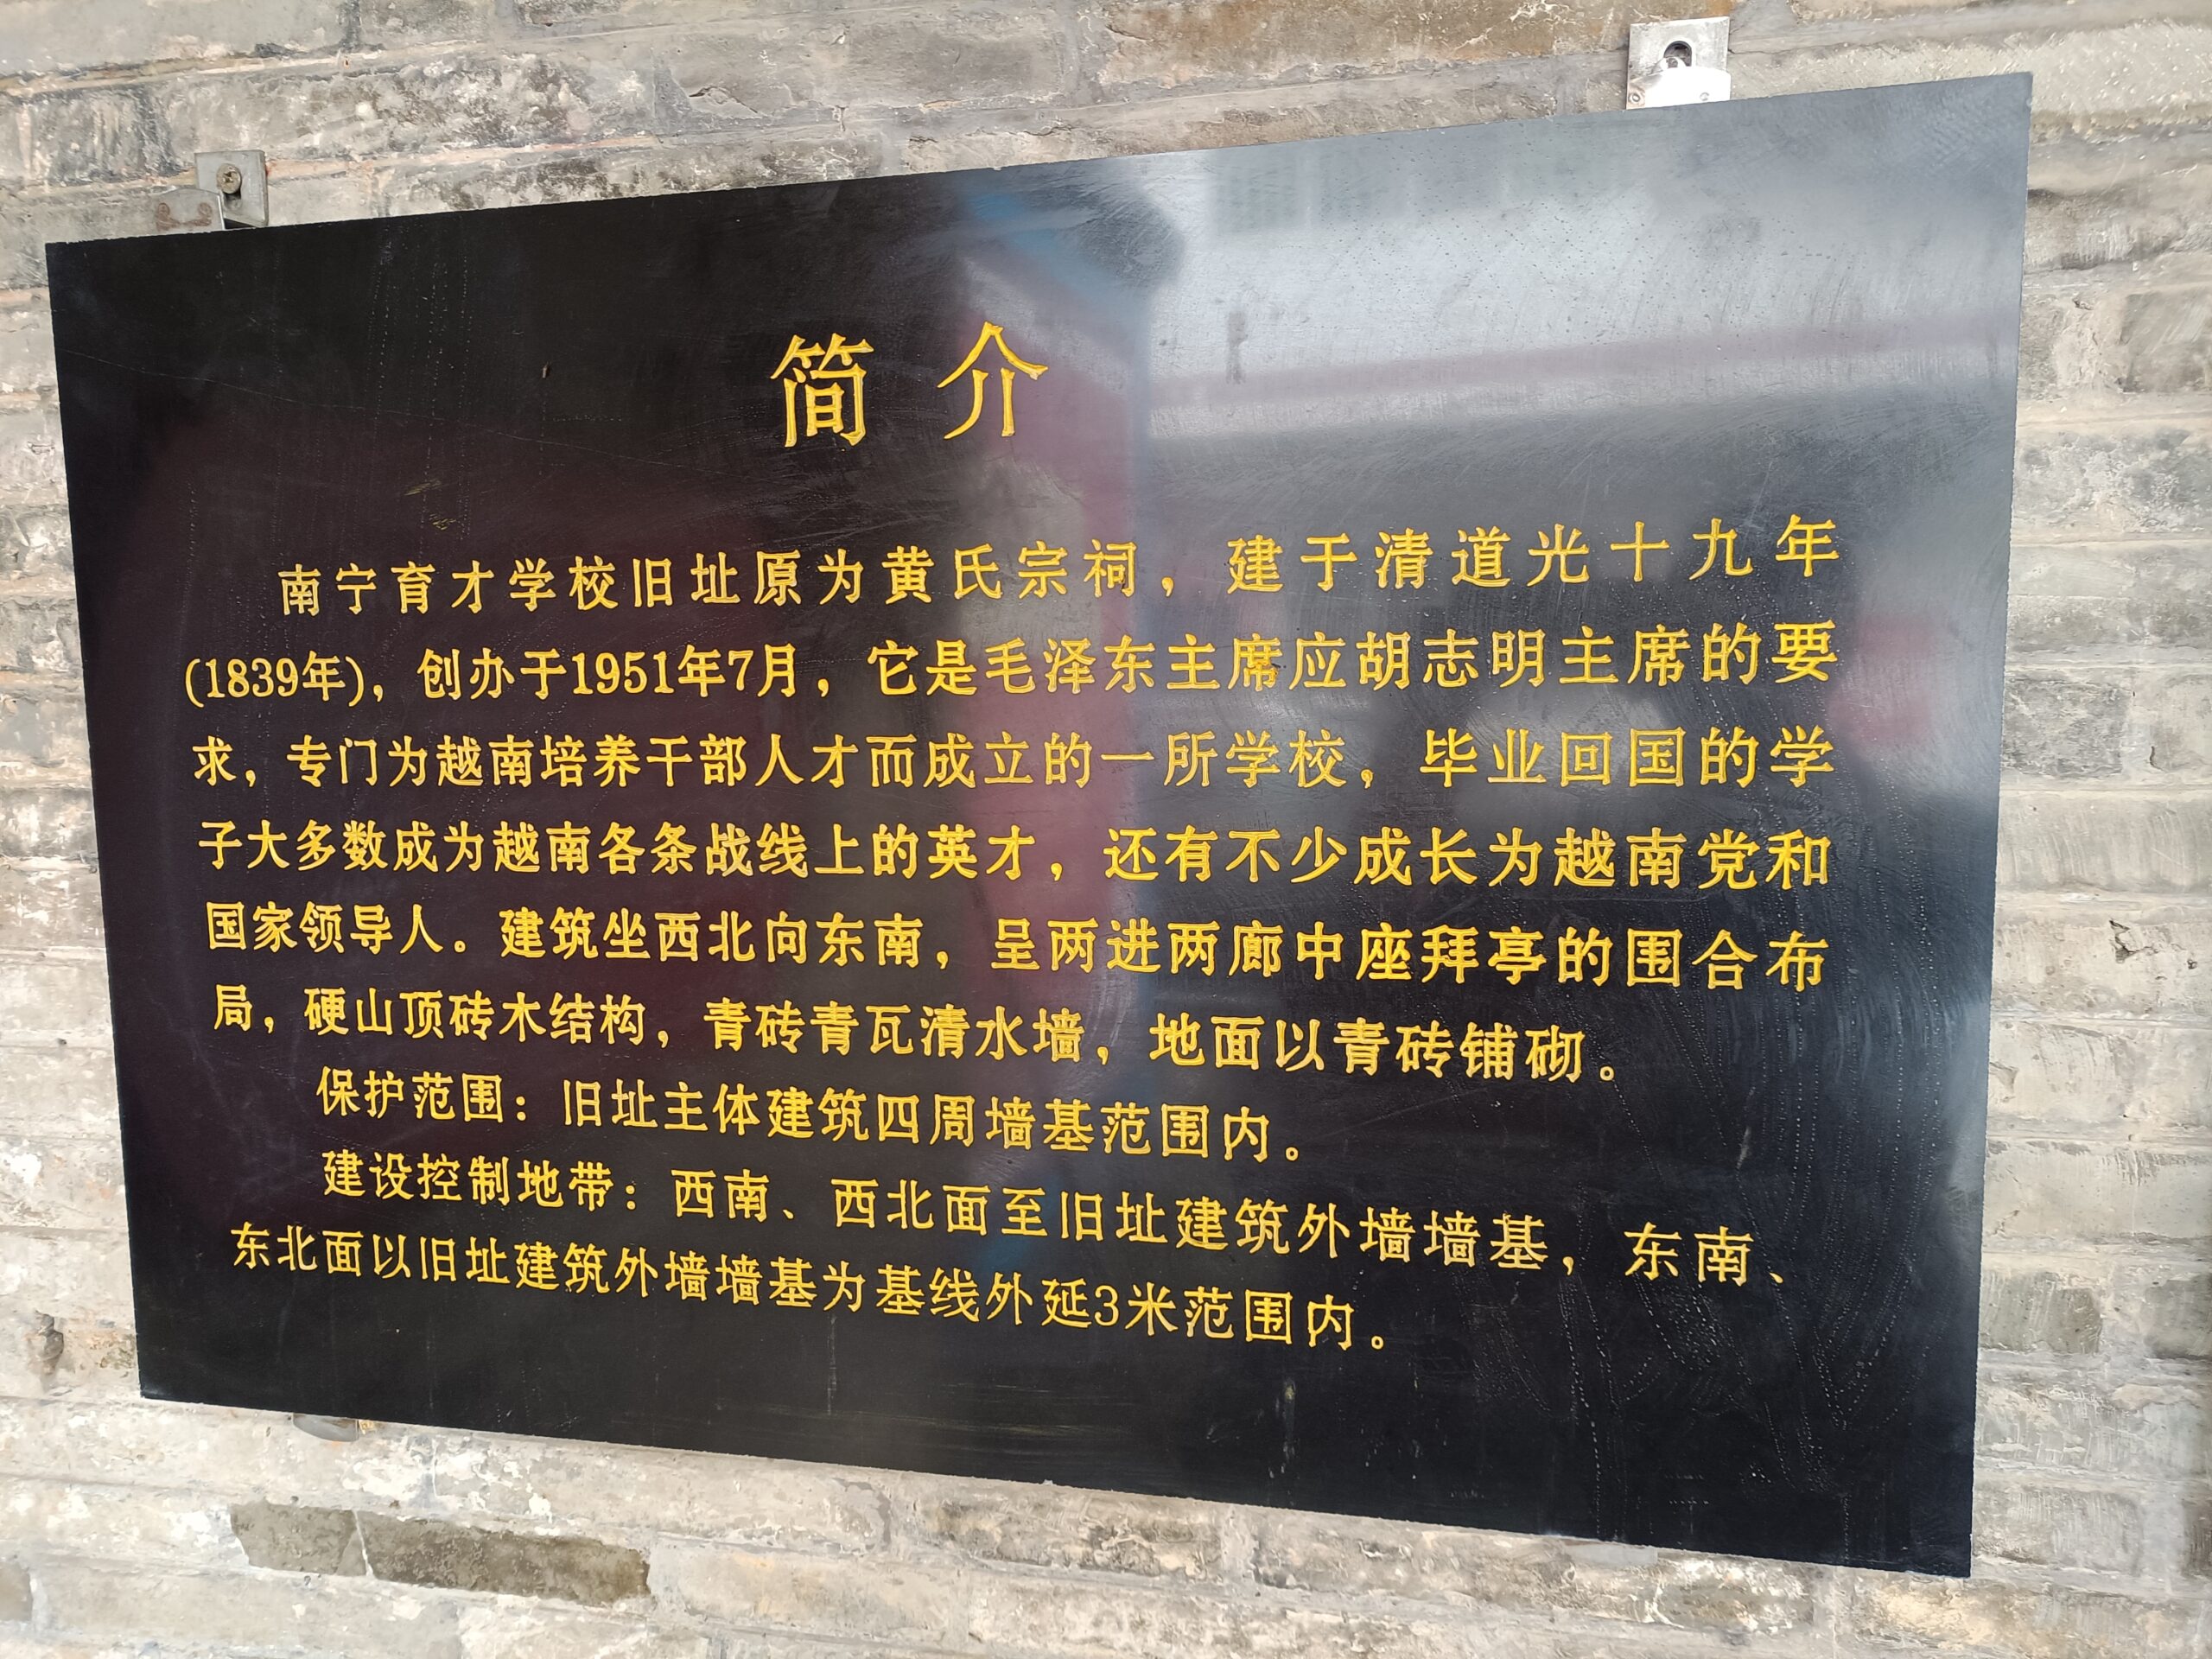 简介
南宁育才学校旧址原为黄氏宗祠，建于清道光十九年
(1839年)，创办于1951年7月，它是毛泽东主席应胡志明主席的要
求，专门为越南培养干部人才而成立的一所学校，毕业回国的学
子大多数成为越南各条战线上的英才，还有不少成长为越南党和
国家领导人。建筑坐西北向东南，呈两进两廊中座拜亭的围合布
局，硬山顶砖木结构，青砖青瓦清水墙，地面以青砖铺砌。
保护范围：旧址主体建筑四周墙基范围内。
建设控制地带：西南、西北面至旧址建筑外墙墙基，东南、
东北面以旧址建筑外墙墙基为基线外延3米范围内。